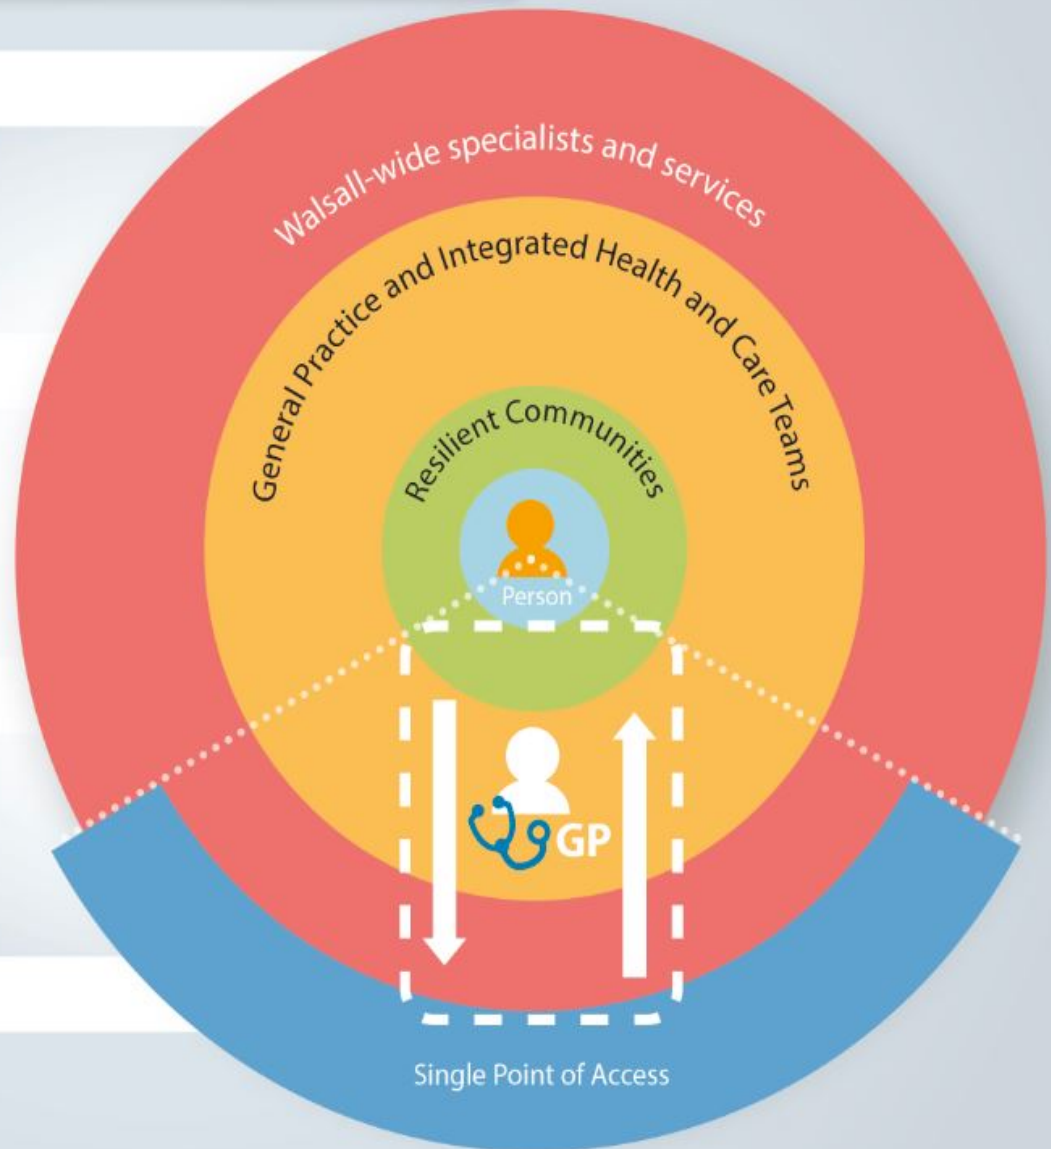 Walsall-wide specialists and services
General Practice and Integrated Health and Care Teams
Resilient Communities
Person
GP
Single Point of Access